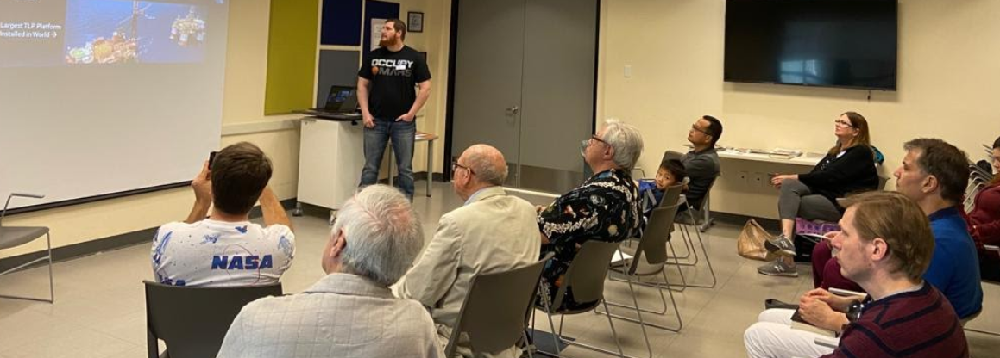 Largest TLP Platform
Installed in World →
OCCUPY
MARS
NASA